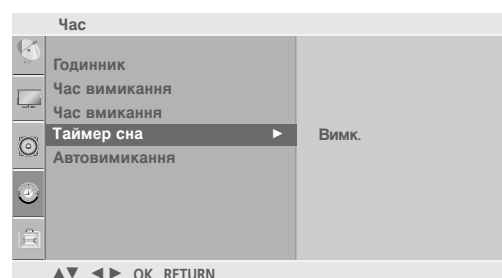 Час
Годинник
Час вимикання
Час вмикання
Таймер сна ► Вимк.
Автовимикання
▲▼ ◄► OK RETURN